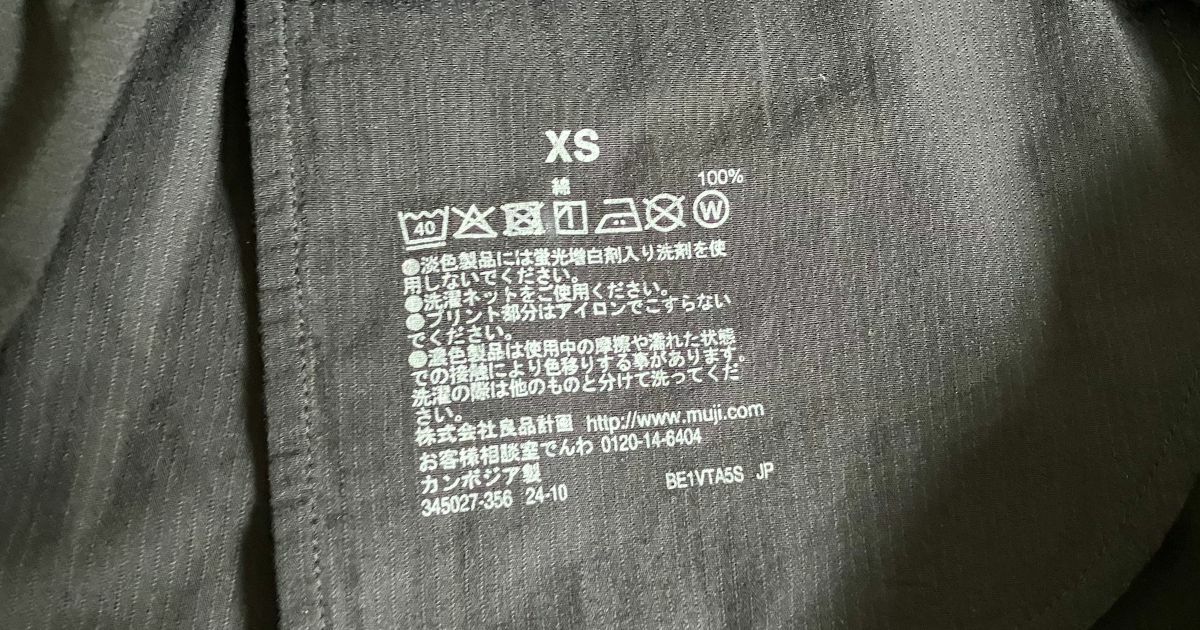 XS
綿 100%
40 W
●淡色製品には蛍光増白剤入り洗剤を使
用しないでください。
●洗濯ネットをご使用ください。
●プリント部分はアイロンでこすらない
でください。
●濃色製品は使用中の摩擦や濡れた状態
での接触により色移りする事があります。
洗濯の際は他のものと分けて洗ってくだ
さい。
株式会社良品計画 http://www.muji.com
お客様相談室でんわ 0120-14-6404
カンボジア製
345027-356 24-10 BE1VTA5S JP